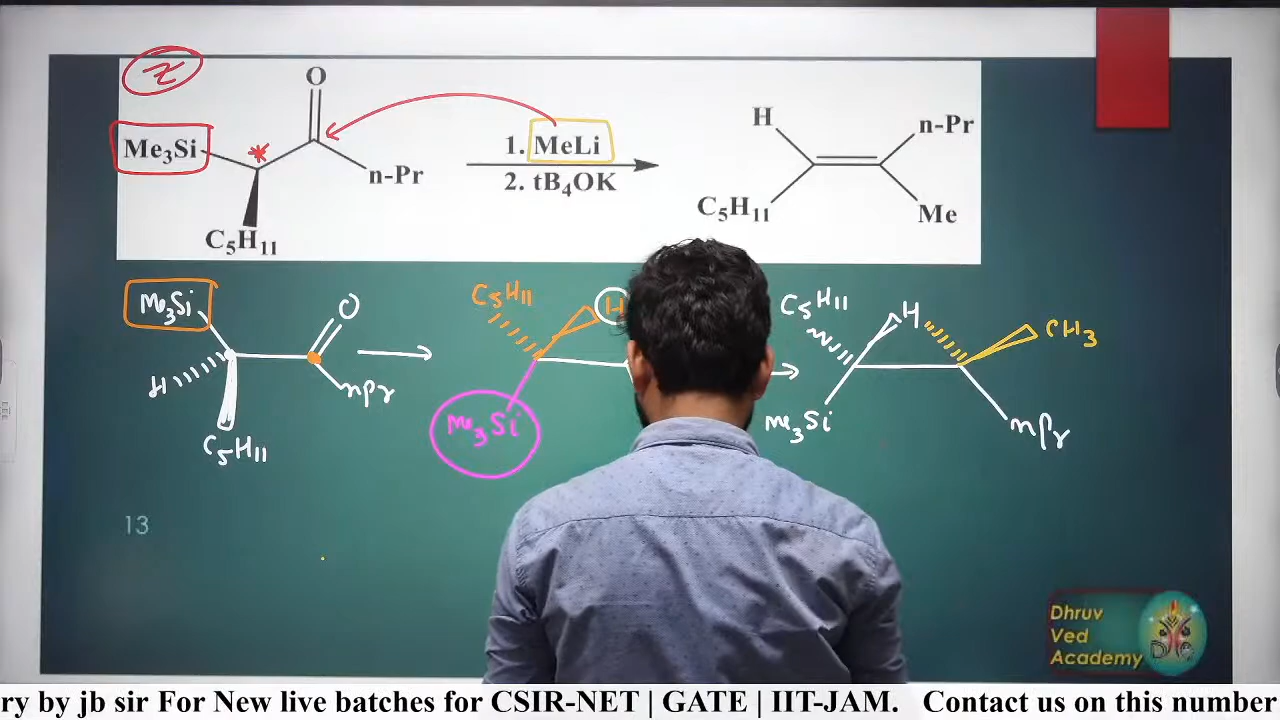 Z
O
Me₃Si
n-Pr
C₅H₁₁
1. MeLi
2. tB₄OK
H
n-Pr
C₅H₁₁
Me
Me₃Si
O
H
nPr
C₅H₁₁
C₅H₁₁
H
Me₃Si
C₅H₁₁
H
CH₃
Me₃Si
nPr
13
Dhruv
Ved
Academy
ry by jb sir For New live batches for CSIR-NET | GATE | IIT-JAM. Contact us on this number